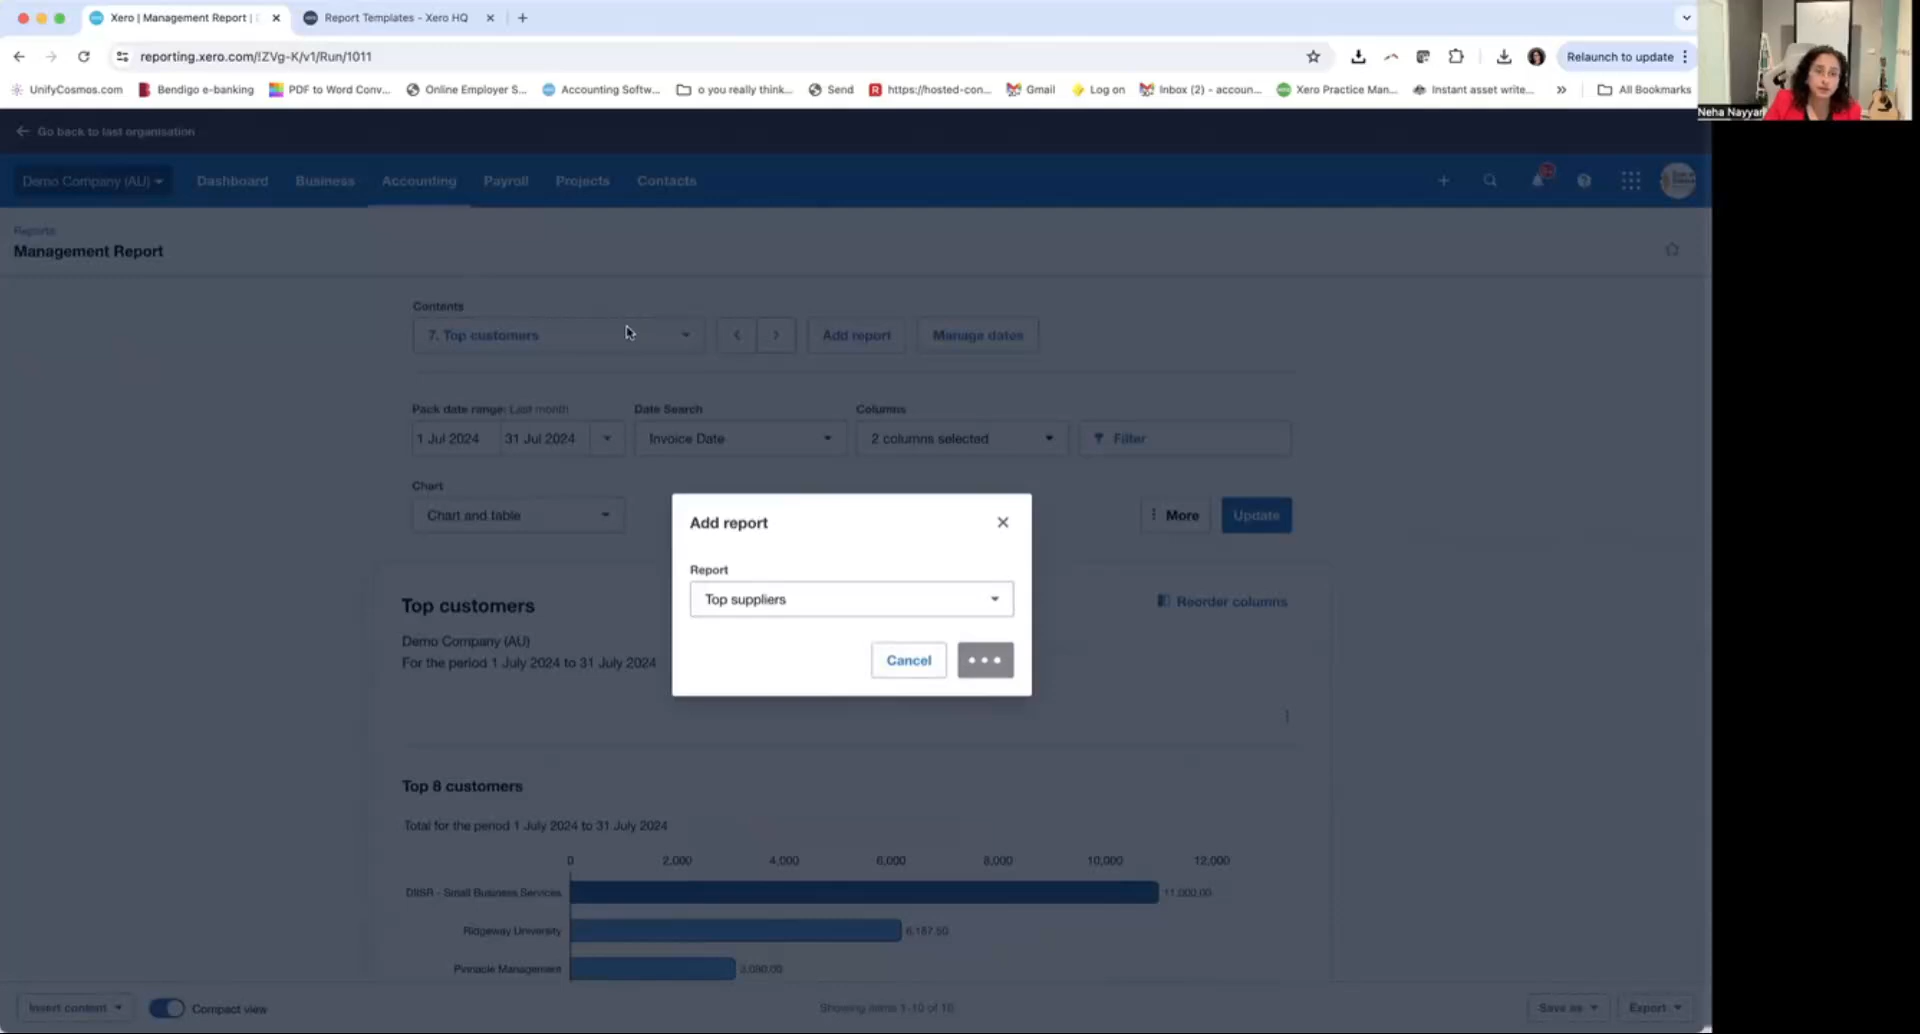 Xero | Management Report |
Report Templates - Xero HQ
reporting.xero.com/!ZVg-K/v1/Run/1011
Relaunch to update
UnifyCosmos.com
Bendigo e-banking
PDF to Word Conv...
Online Employer S...
Accounting Softw...
o you really think...
Send
https://hosted-con...
Gmail
Log on
Inbox (2) - accoun...
Xero Practice Man...
Instant asset write...
»
All Bookmarks
Neha Nayyar
Go back to last organisation
Demo Company (AU)
Dashboard
Business
Accounting
Payroll
Projects
Contacts
Reports
Management Report
Contents
7. Top customers
Add report
Manage dates
Pack date range: Last month
Date Search
Columns
1 Jul 2024
31 Jul 2024
Invoice Date
2 columns selected
Filter
Chart
Chart and table
More
Update
Add report
Report
Top suppliers
Cancel
Top customers
Reorder columns
Demo Company (AU)
For the period 1 July 2024 to 31 July 2024
Top 8 customers
Total for the period 1 July 2024 to 31 July 2024
0 2,000 4,000 6,000 8,000 10,000 12,000
DIISR - Small Business Services 11,000.00
Ridgeway University 6,187.50
Pinnacle Management 3,080.00
Insert content
Compact view
Showing items 1-10 of 10
Save as
Export